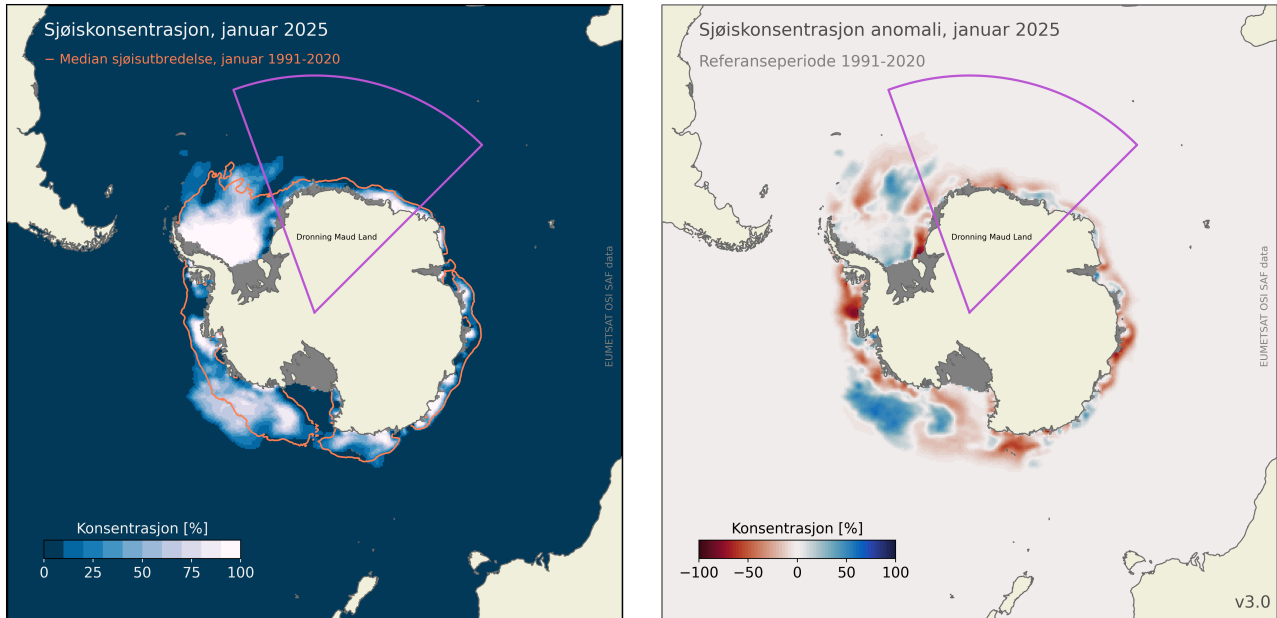 Sjøiskonsentrasjon, januar 2025
− Median sjøisutbredelse, januar 1991-2020
Dronning Maud Land
EUMETSAT OSI SAF data
Konsentrasjon [%]
0 25 50 75 100
Sjøiskonsentrasjon anomali, januar 2025
Referanseperiode 1991-2020
Dronning Maud Land
EUMETSAT OSI SAF data
Konsentrasjon [%]
−100 −50 0 50 100
v3.0